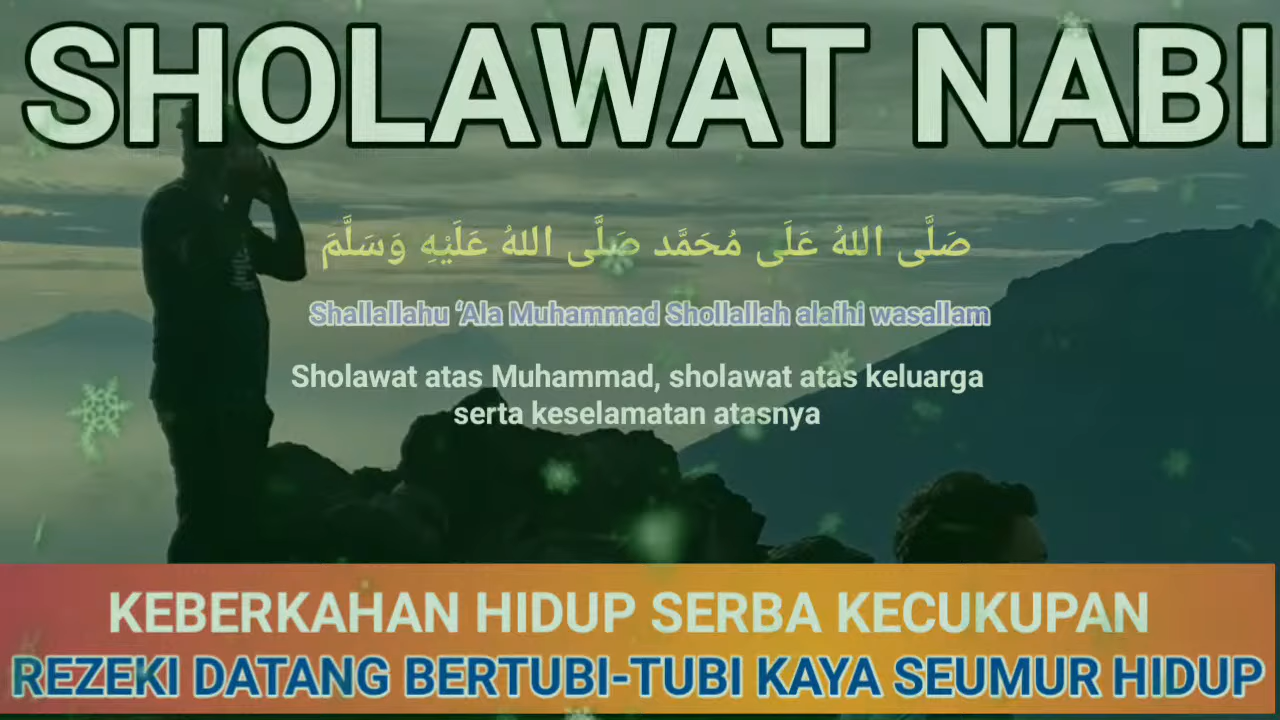 SHOLAWAT NABI
صَلَّى اللهُ عَلَى مُحَمَّد صَلَّى اللهُ عَلَيْهِ وَسَلَّمَ
Shallallahu ‘Ala Muhammad Shollallah alaihi wasallam
Sholawat atas Muhammad, sholawat atas keluarga
serta keselamatan atasnya
KEBERKAHAN HIDUP SERBA KECUKUPAN
REZEKI DATANG BERTUBI-TUBI KAYA SEUMUR HIDUP